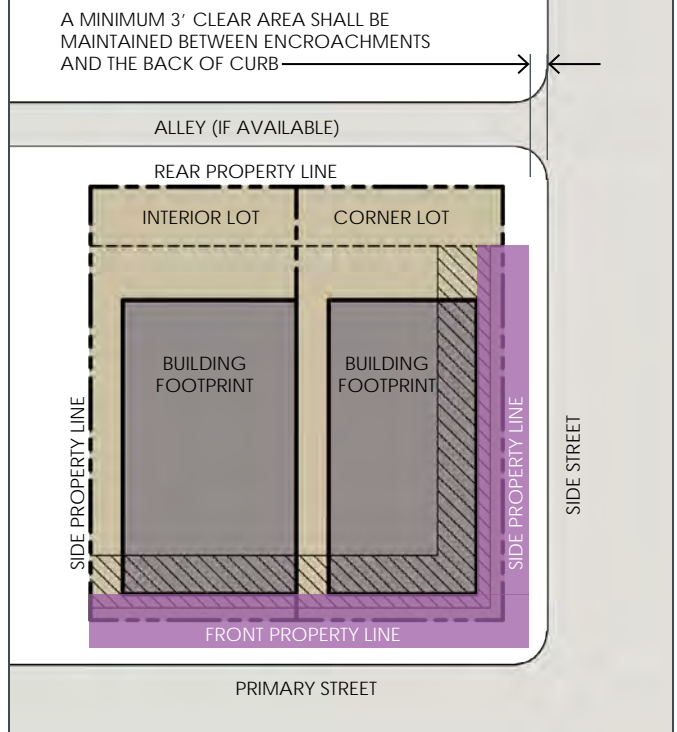 A MINIMUM 3' CLEAR AREA SHALL BE
MAINTAINED BETWEEN ENCROACHMENTS
AND THE BACK OF CURB
ALLEY (IF AVAILABLE)
REAR PROPERTY LINE
INTERIOR LOT
CORNER LOT
BUILDING
FOOTPRINT
BUILDING
FOOTPRINT
SIDE PROPERTY LINE
SIDE PROPERTY LINE
SIDE STREET
FRONT PROPERTY LINE
PRIMARY STREET